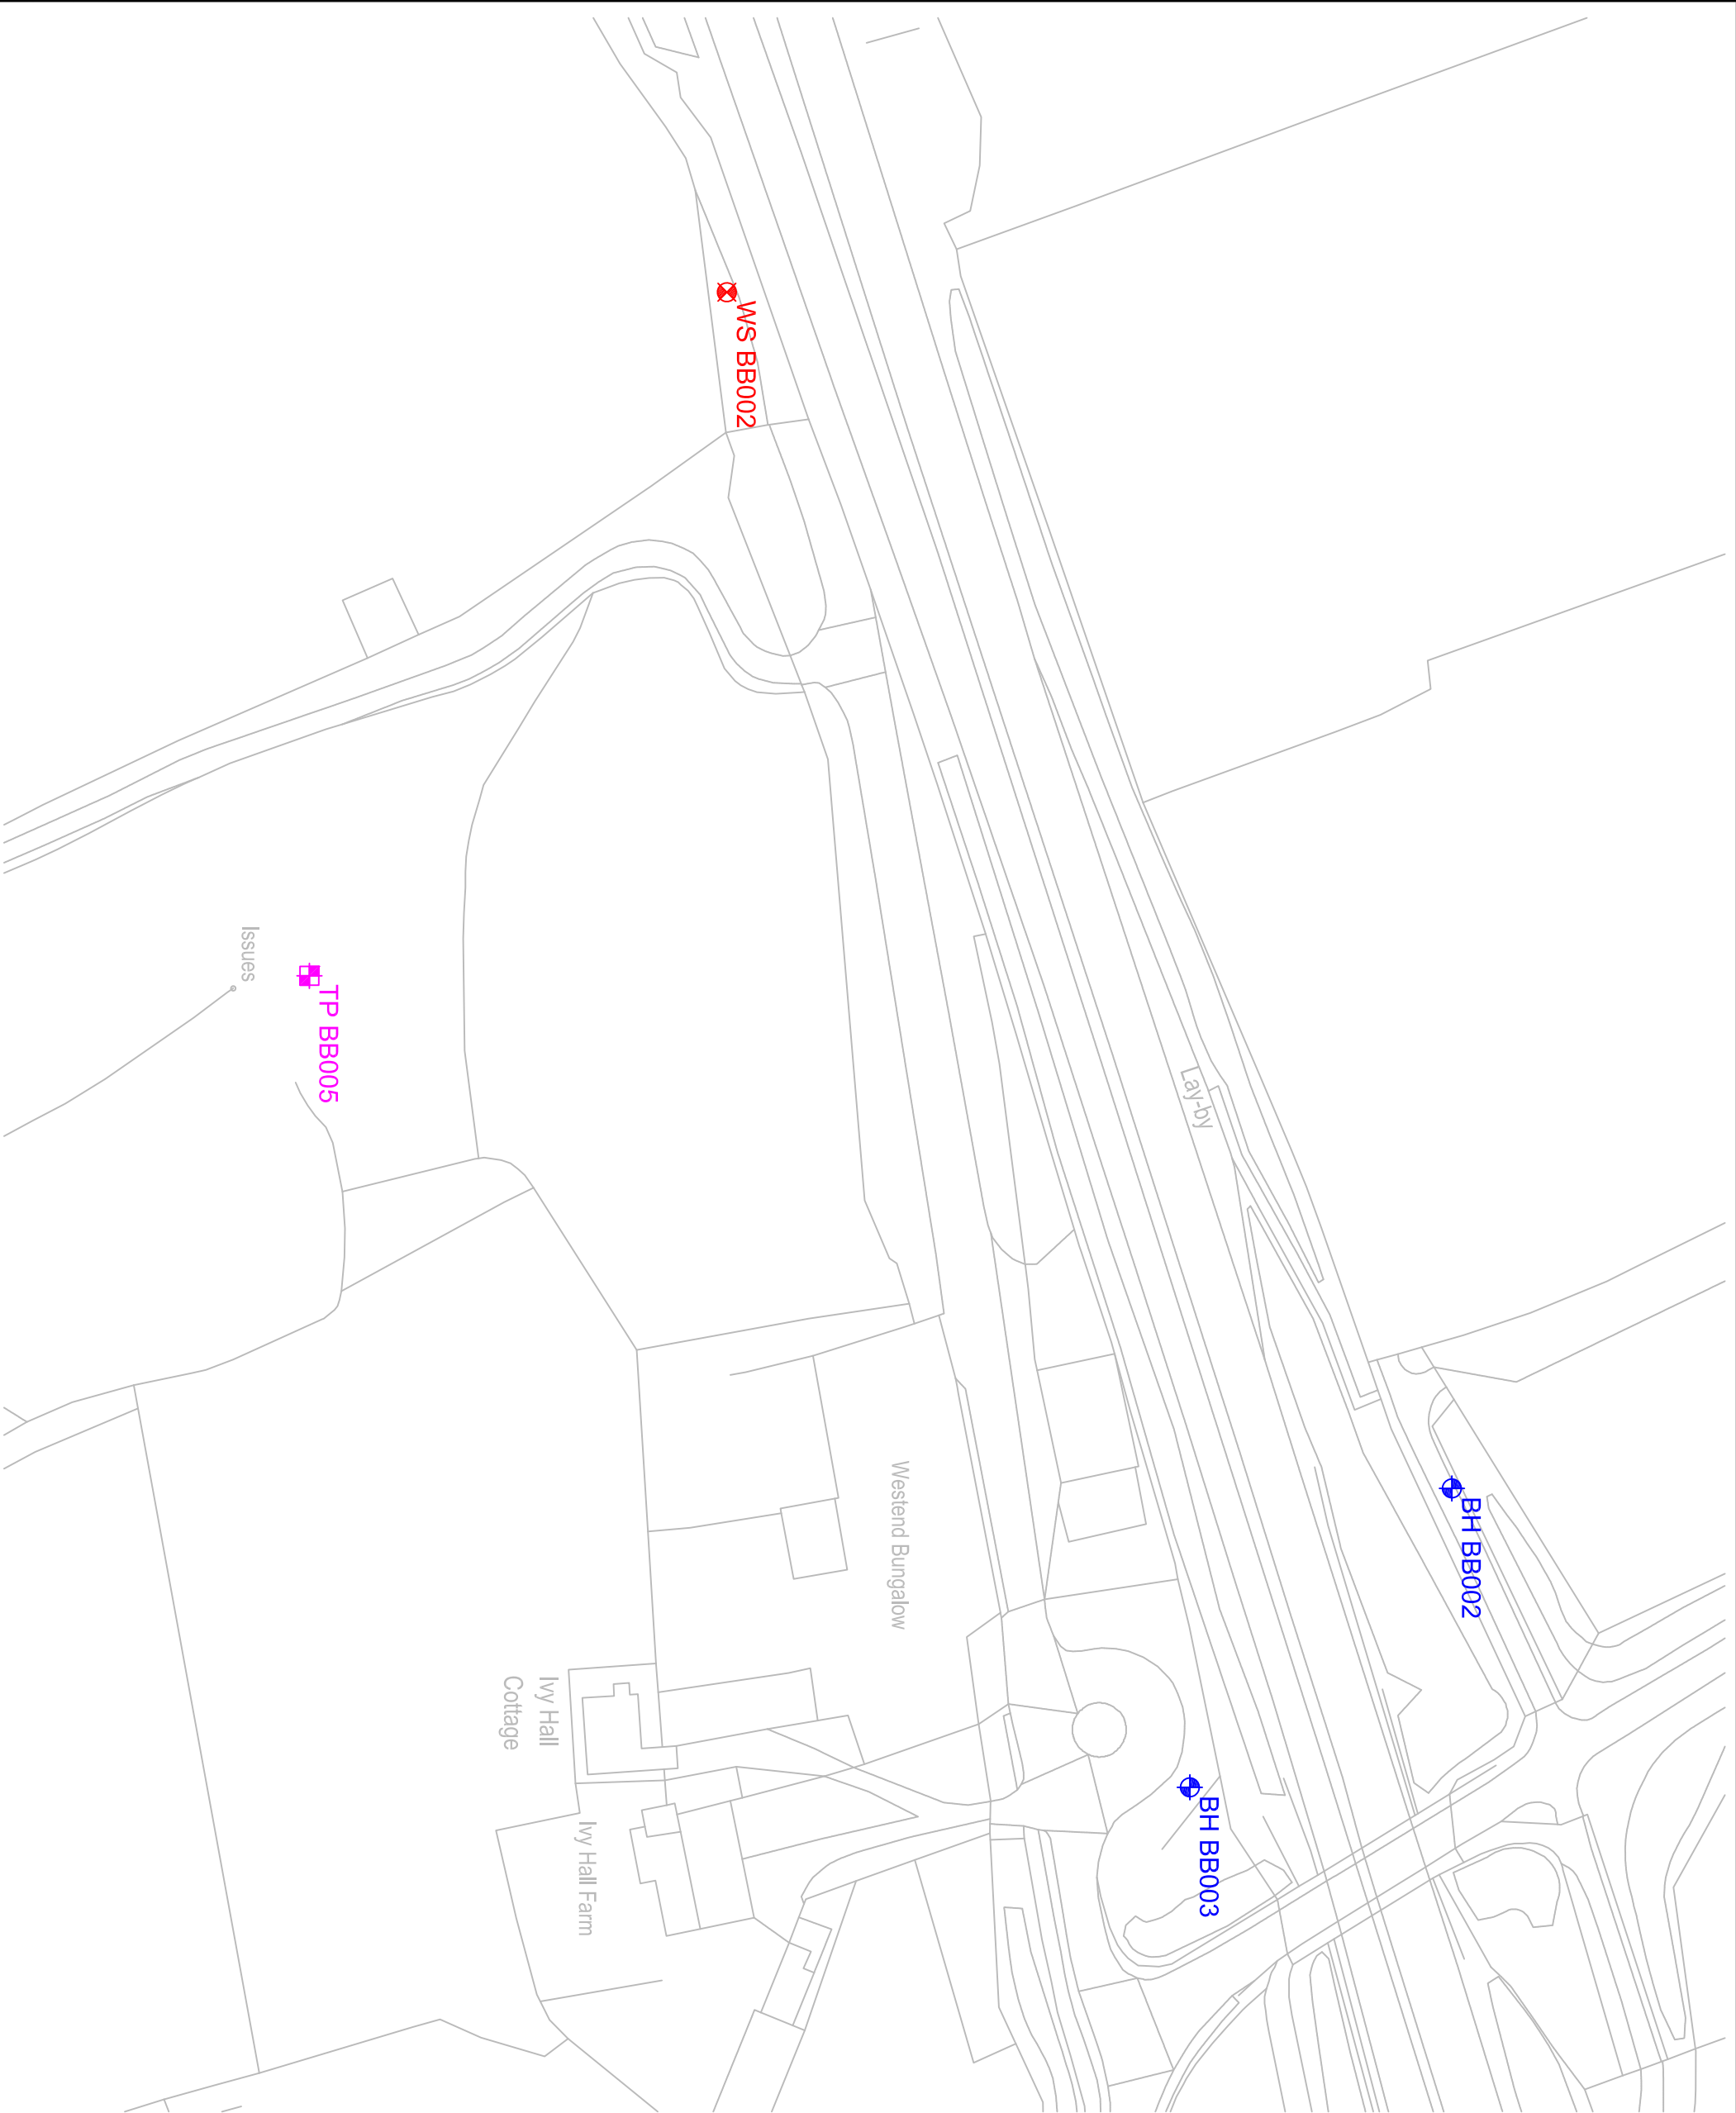 WS BB002
Issues
TP BB005
Lay-by
Westend Bungalow
BH BB002
Ivy Hall
Cottage
BH BB003
Ivy Hall Farm